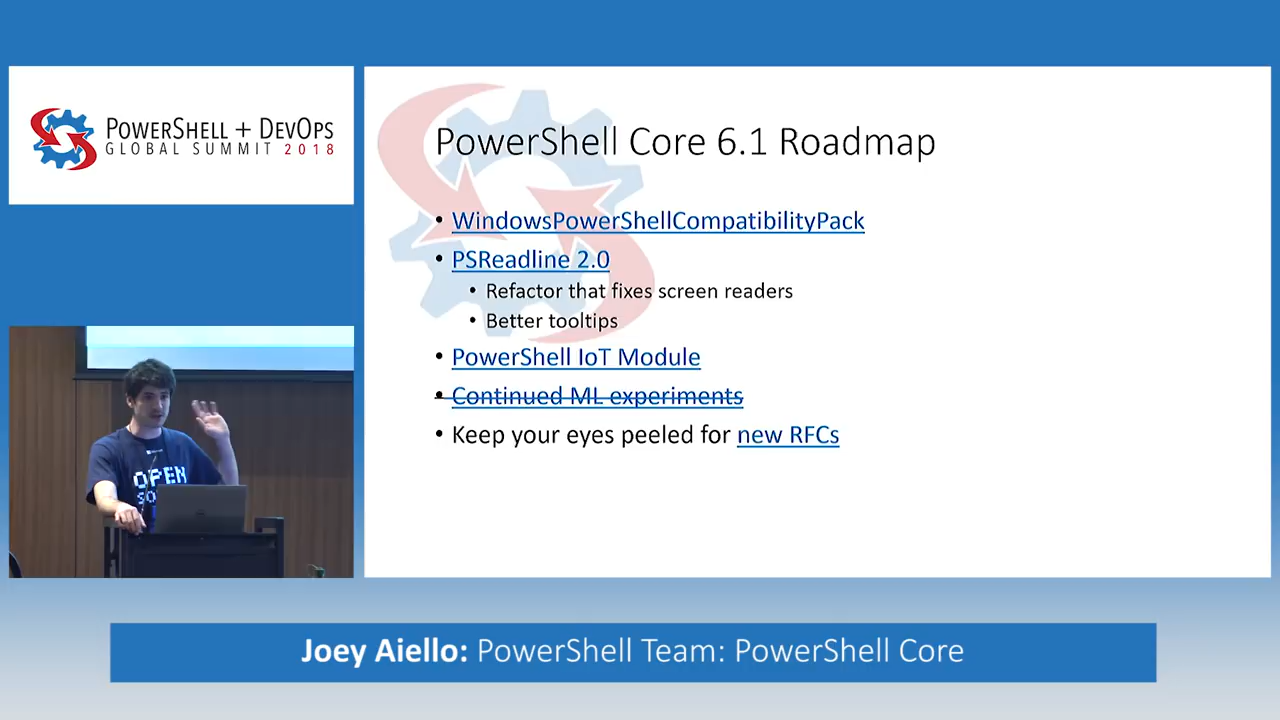 POWERSHELL + DEVOPS
GLOBAL SUMMIT 2018
PowerShell Core 6.1 Roadmap
• WindowsPowerShellCompatibilityPack
• PSReadline 2.0
• Refactor that fixes screen readers
• Better tooltips
• PowerShell IoT Module
• Continued ML experiments
• Keep your eyes peeled for new RFCs
OPEN
Joey Aiello: PowerShell Team: PowerShell Core